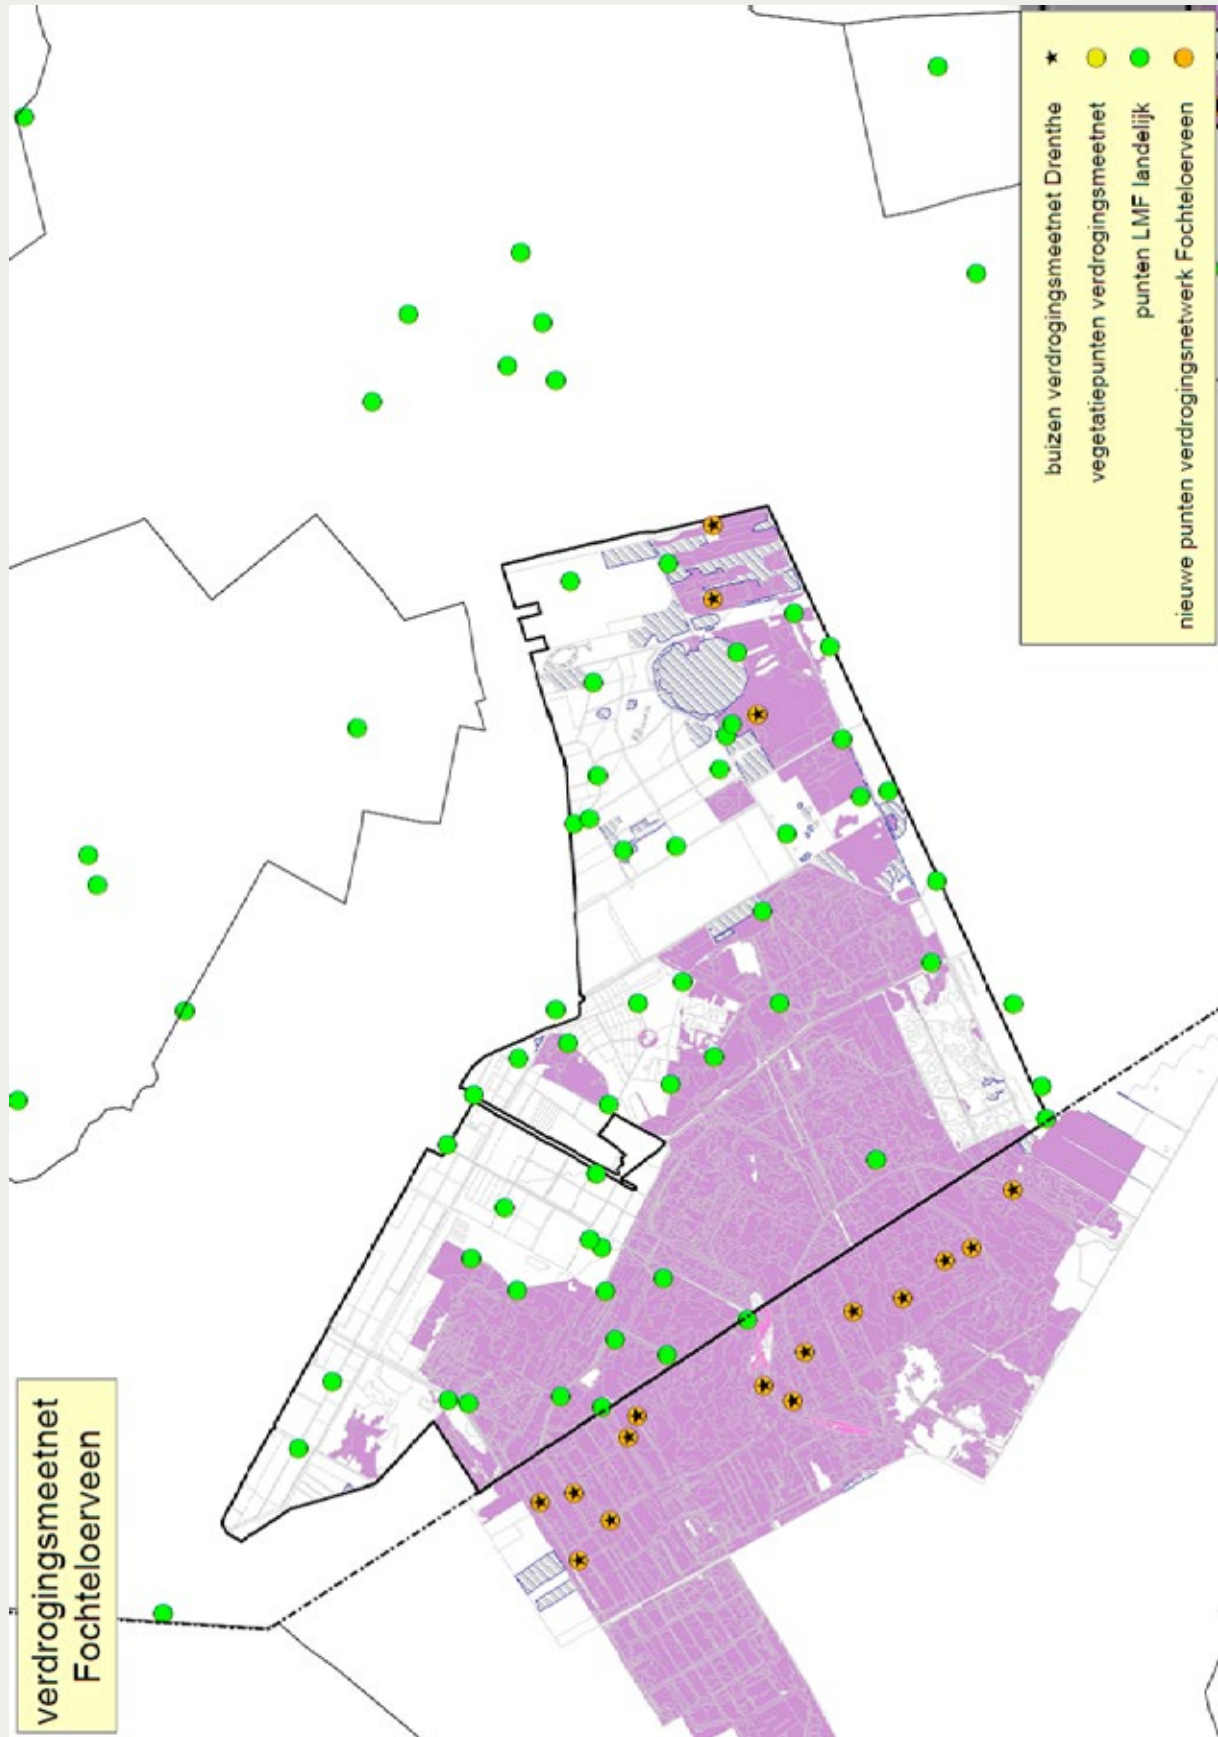 verdrogingsmeetnet
Fochteloerveen
buizen verdrogingsmeetnet Drenthe
vegetatiepunten verdrogingsmeetnet
punten LMF landelijk
nieuwe punten verdrogingsnetwerk Fochteloerveen